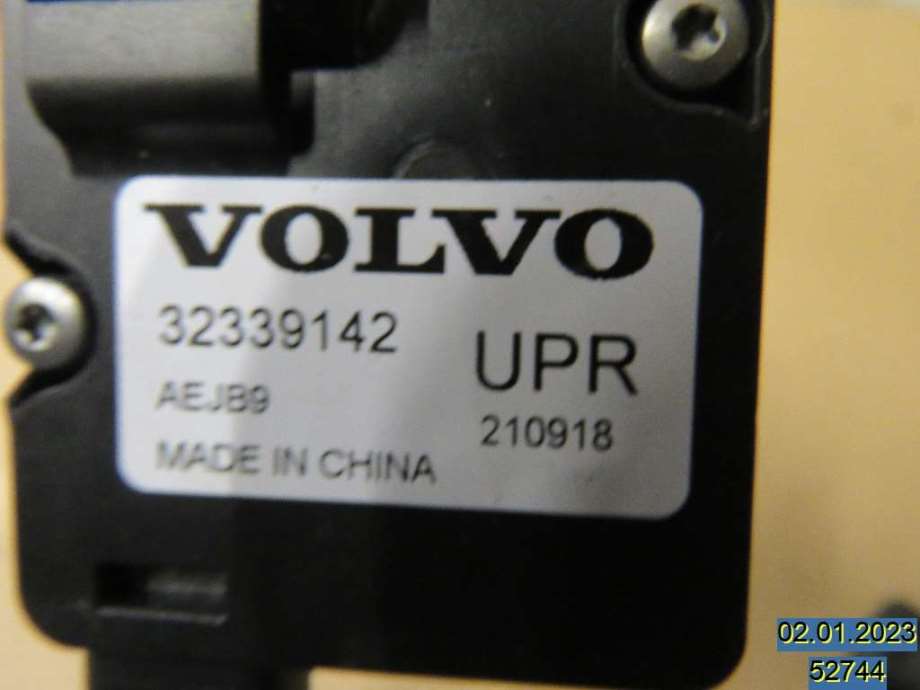 VOLVO
32339142
UPR
AEJB9
210918
MADE IN CHINA
02.01.2023
52744